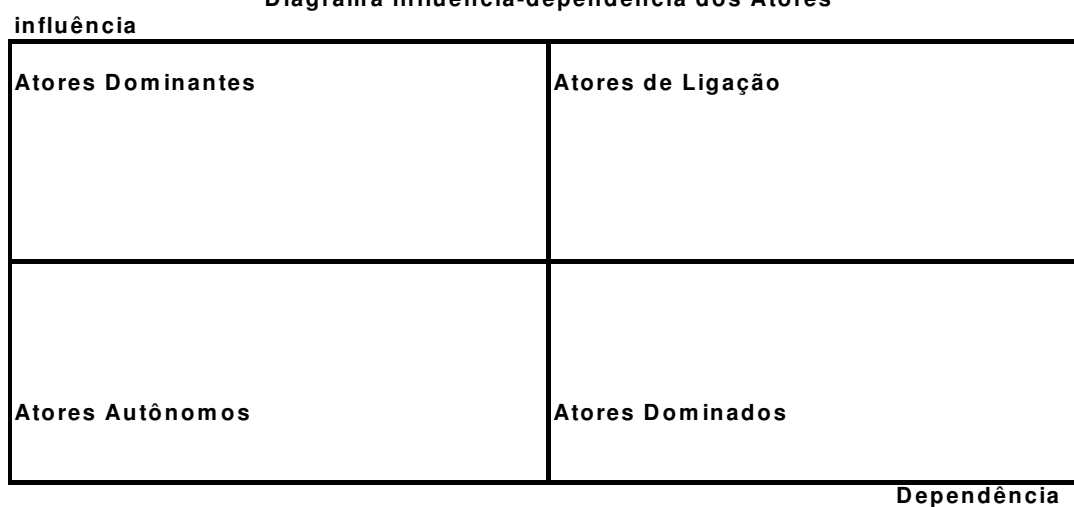 Diagrama influência-dependência dos Atores
influência
Atores Dominantes
Atores de Ligação
Atores Autônomos
Atores Dominados
Dependência